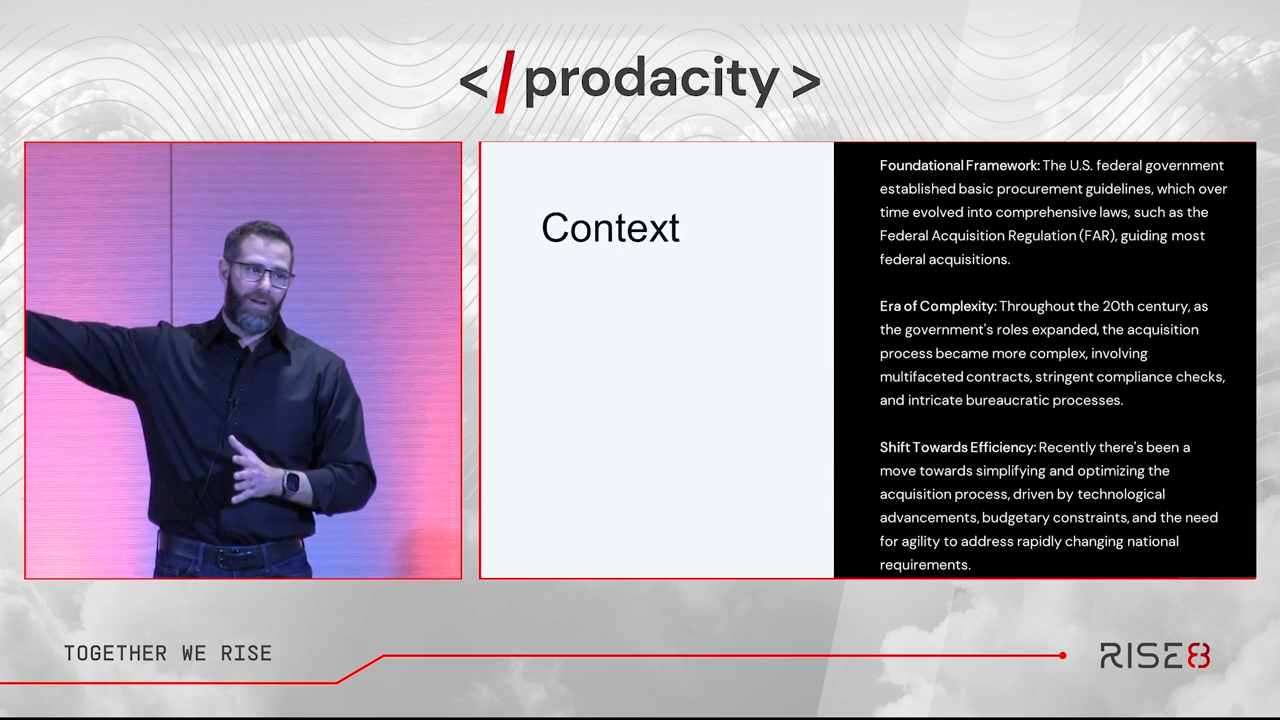 </prodacity>
Context
Foundational Framework: The U.S. federal government
established basic procurement guidelines, which over
time evolved into comprehensive laws, such as the
Federal Acquisition Regulation (FAR), guiding most
federal acquisitions.
Era of Complexity: Throughout the 20th century, as
the government's roles expanded, the acquisition
process became more complex, involving
multifaceted contracts, stringent compliance checks,
and intricate bureaucratic processes.
Shift Towards Efficiency: Recently there's been a
move towards simplifying and optimizing the
acquisition process, driven by technological
advancements, budgetary constraints, and the need
for agility to address rapidly changing national
requirements.
TOGETHER WE RISE
RISE8